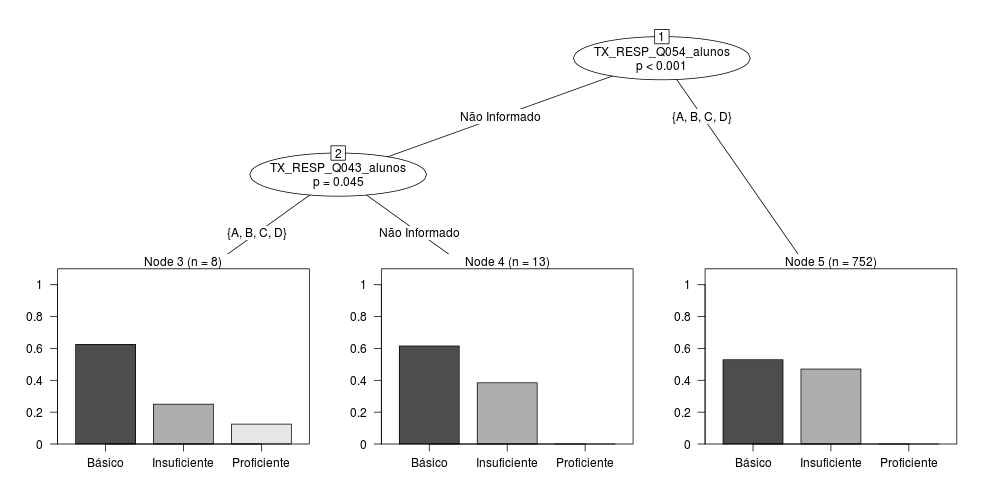 1
TX_RESP_Q054_alunos
p < 0.001
Não Informado
{A, B, C, D}
2
TX_RESP_Q043_alunos
p = 0.045
{A, B, C, D}
Não Informado
Node 3 (n = 8)
1
0.8
0.6
0.4
0.2
0
Básico Insuficiente Proficiente
Node 4 (n = 13)
1
0.8
0.6
0.4
0.2
0
Básico Insuficiente Proficiente
Node 5 (n = 752)
1
0.8
0.6
0.4
0.2
0
Básico Insuficiente Proficiente